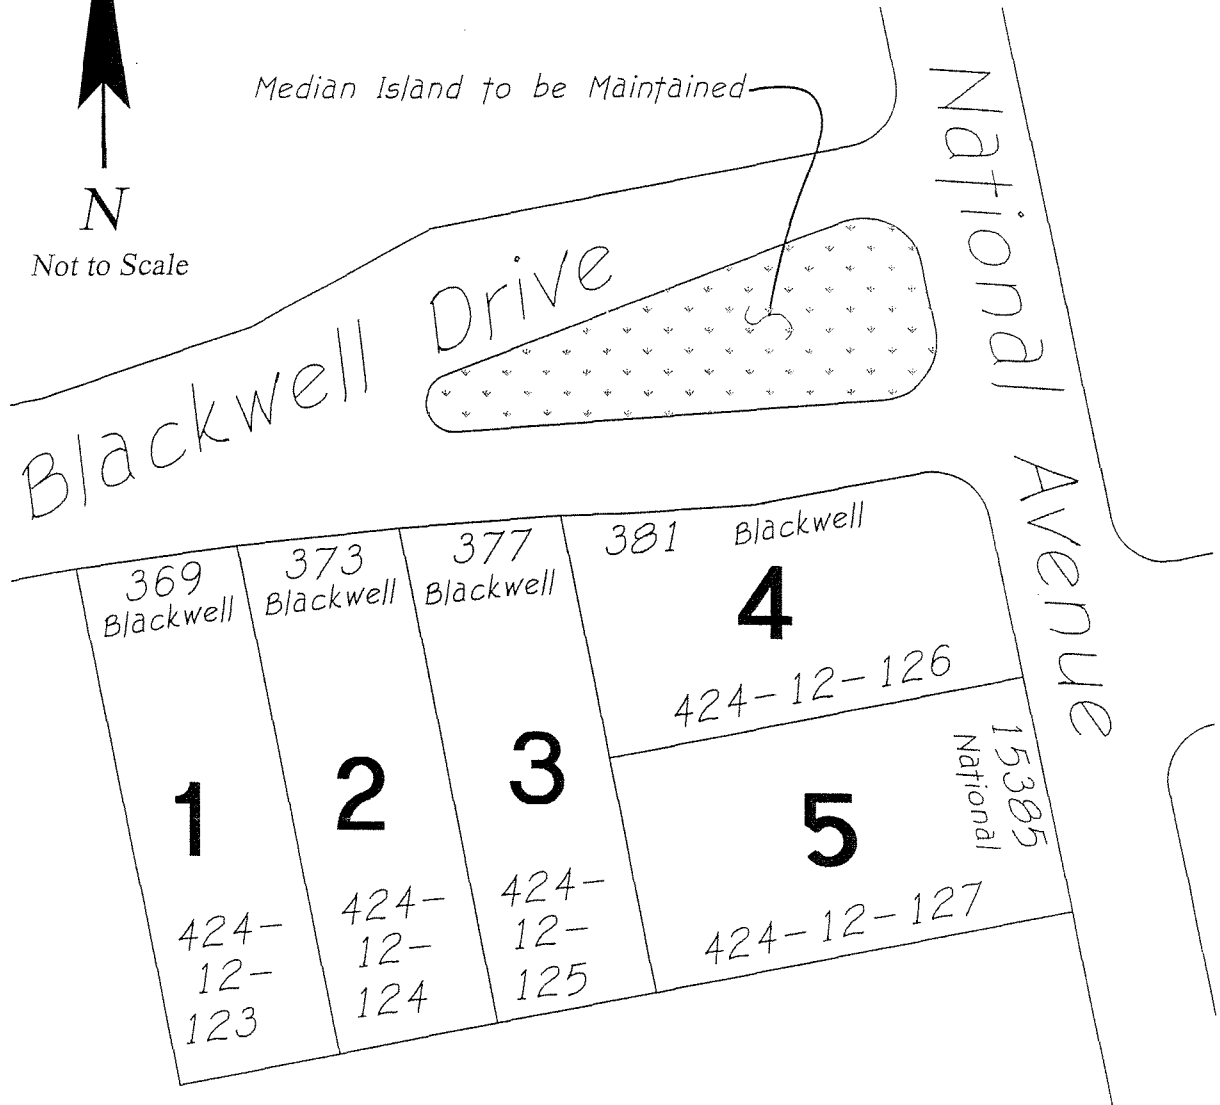 Median Island to be Maintained
N
Not to Scale
National Avenue
Blackwell Drive
369
Blackwell
1
424-
12-
123
373
Blackwell
2
424-
12-
124
377
Blackwell
3
424-
12-
125
381 Blackwell
4
424-12-126
15385
National
5
424-12-127